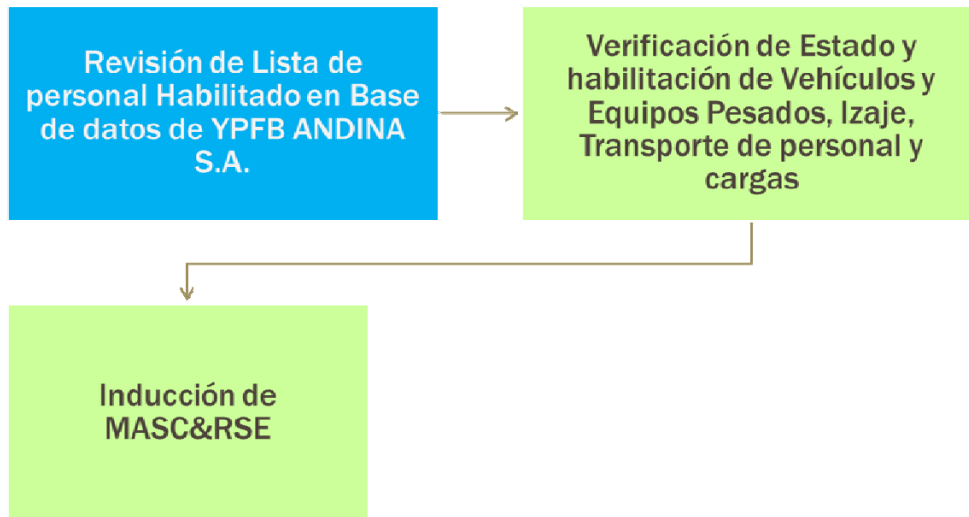 Revisión de Lista de
personal Habilitado en Base
de datos de YPFB ANDINA
S.A.
Verificación de Estado y
habilitación de Vehículos y
Equipos Pesados, Izaje,
Transporte de personal y
cargas
Inducción de
MASC&RSE